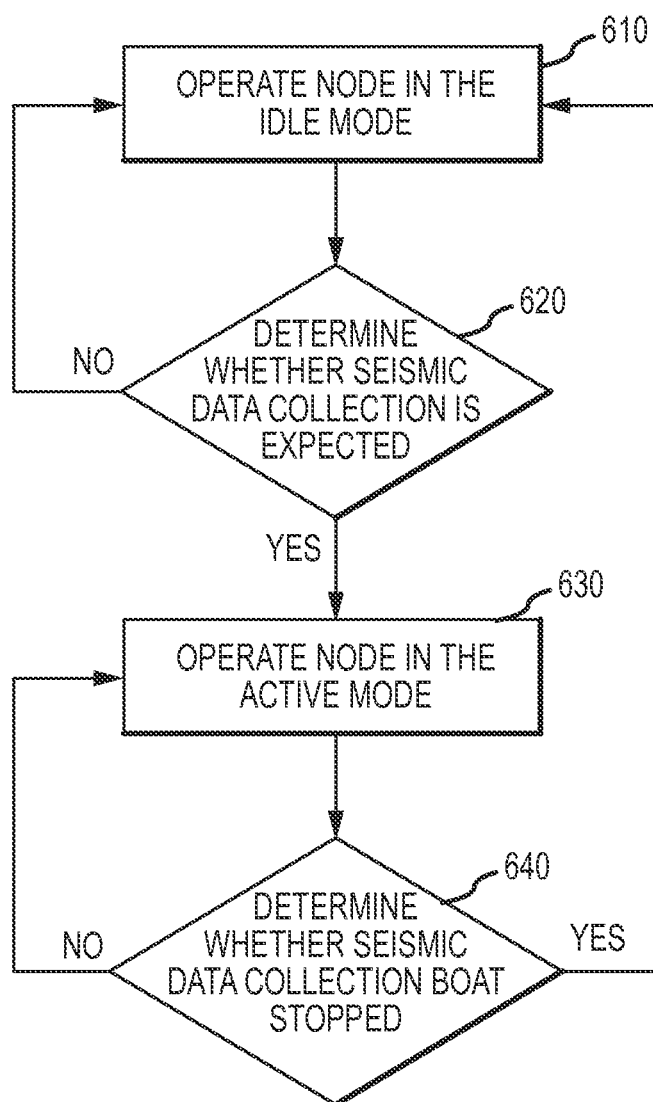 610
OPERATE NODE IN THE
IDLE MODE
620
DETERMINE
WHETHER SEISMIC
DATA COLLECTION IS
EXPECTED
NO
YES
630
OPERATE NODE IN THE
ACTIVE MODE
640
DETERMINE
WHETHER SEISMIC
DATA COLLECTION BOAT
STOPPED
NO
YES